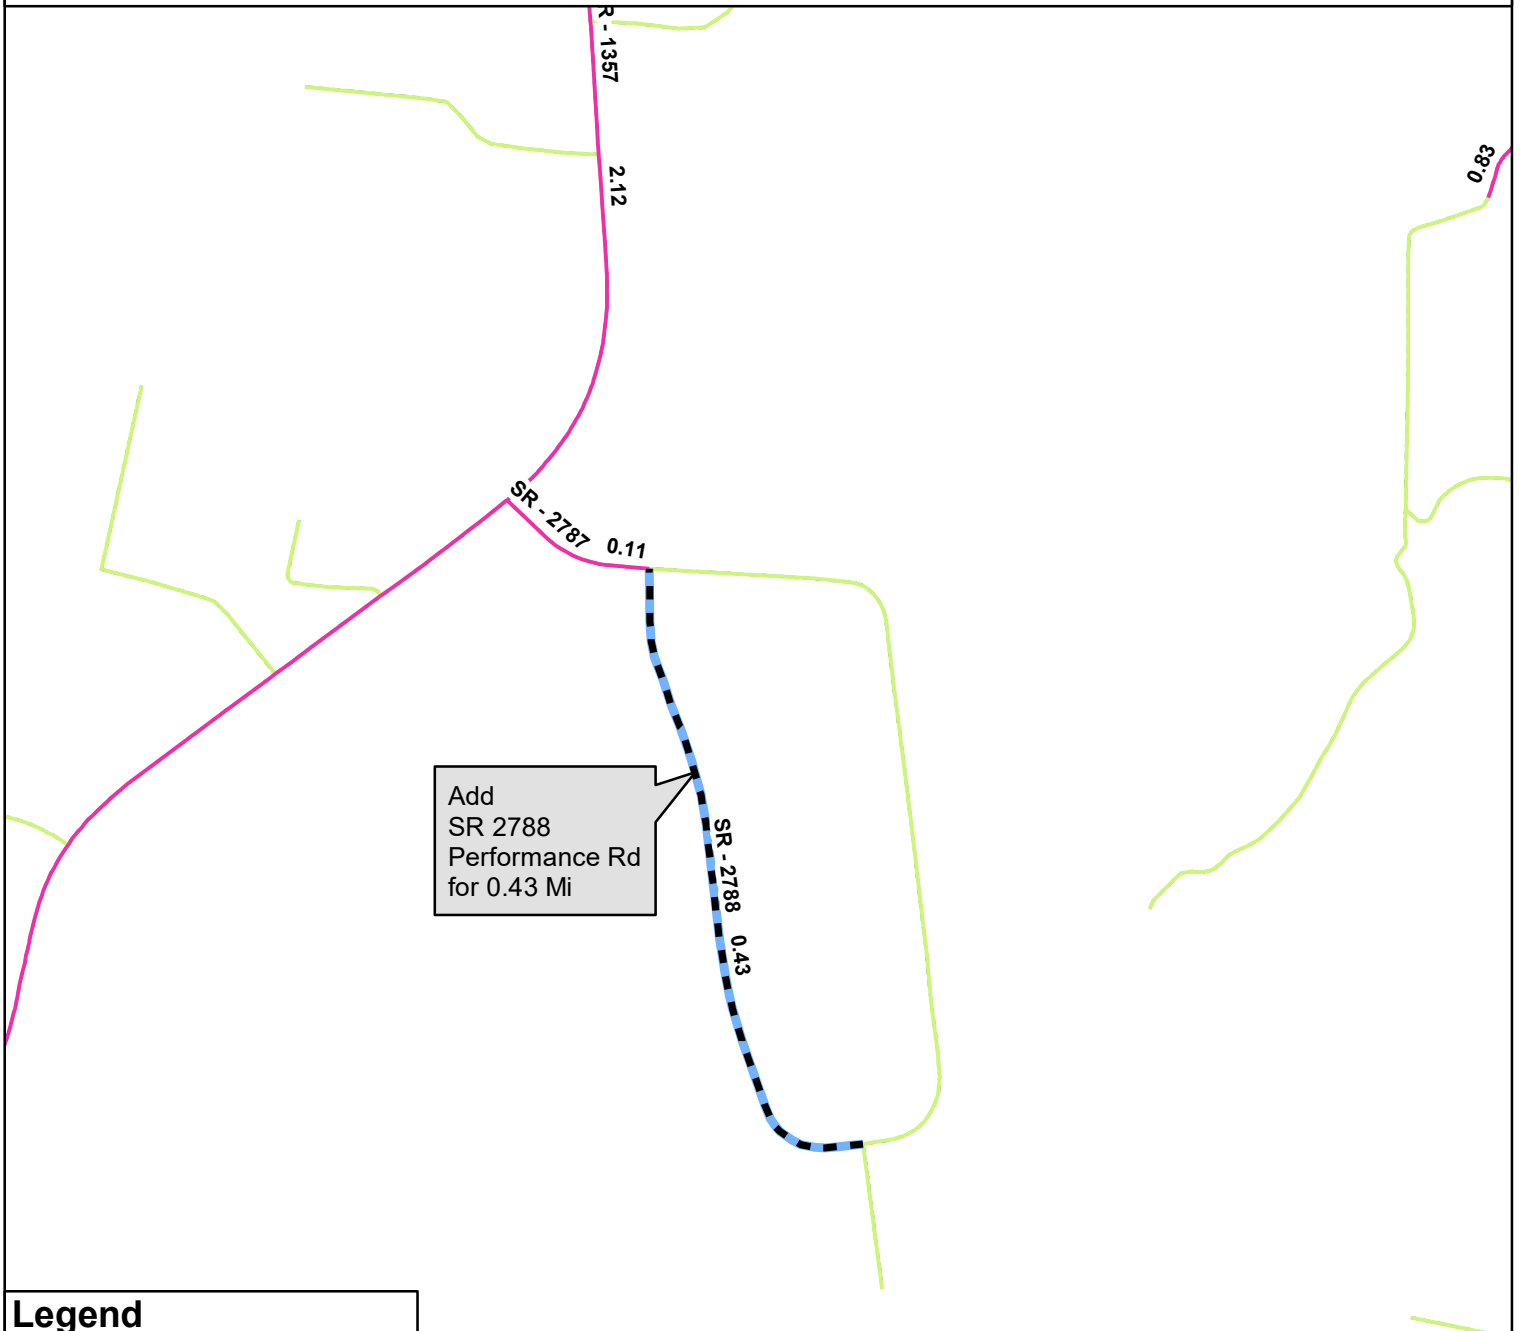 R - 1357
2.12
0.83
SR - 2787 0.11
Add
SR 2788
Performance Rd
for 0.43 Mi
SR - 2788 0.43
Legend